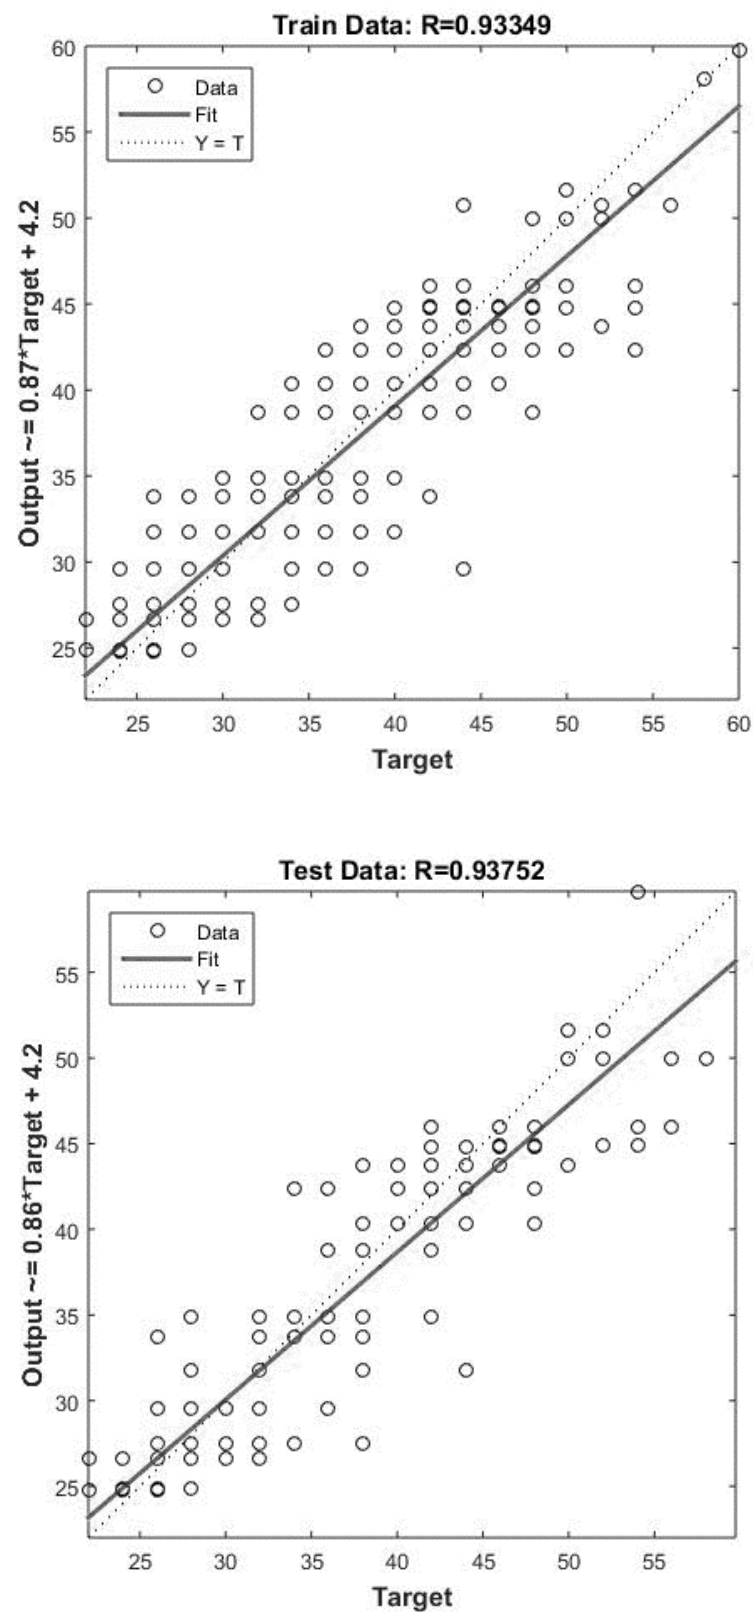 Train Data: R=0.93349
60
Data
Fit
Y = T
55
50
45
40
35
30
25
Output ~= 0.87*Target + 4.2
25 30 35 40 45 50 55 60
Target
Test Data: R=0.93752
Data
Fit
Y = T
55
50
45
40
35
30
25
Output ~= 0.86*Target + 4.2
25 30 35 40 45 50 55
Target